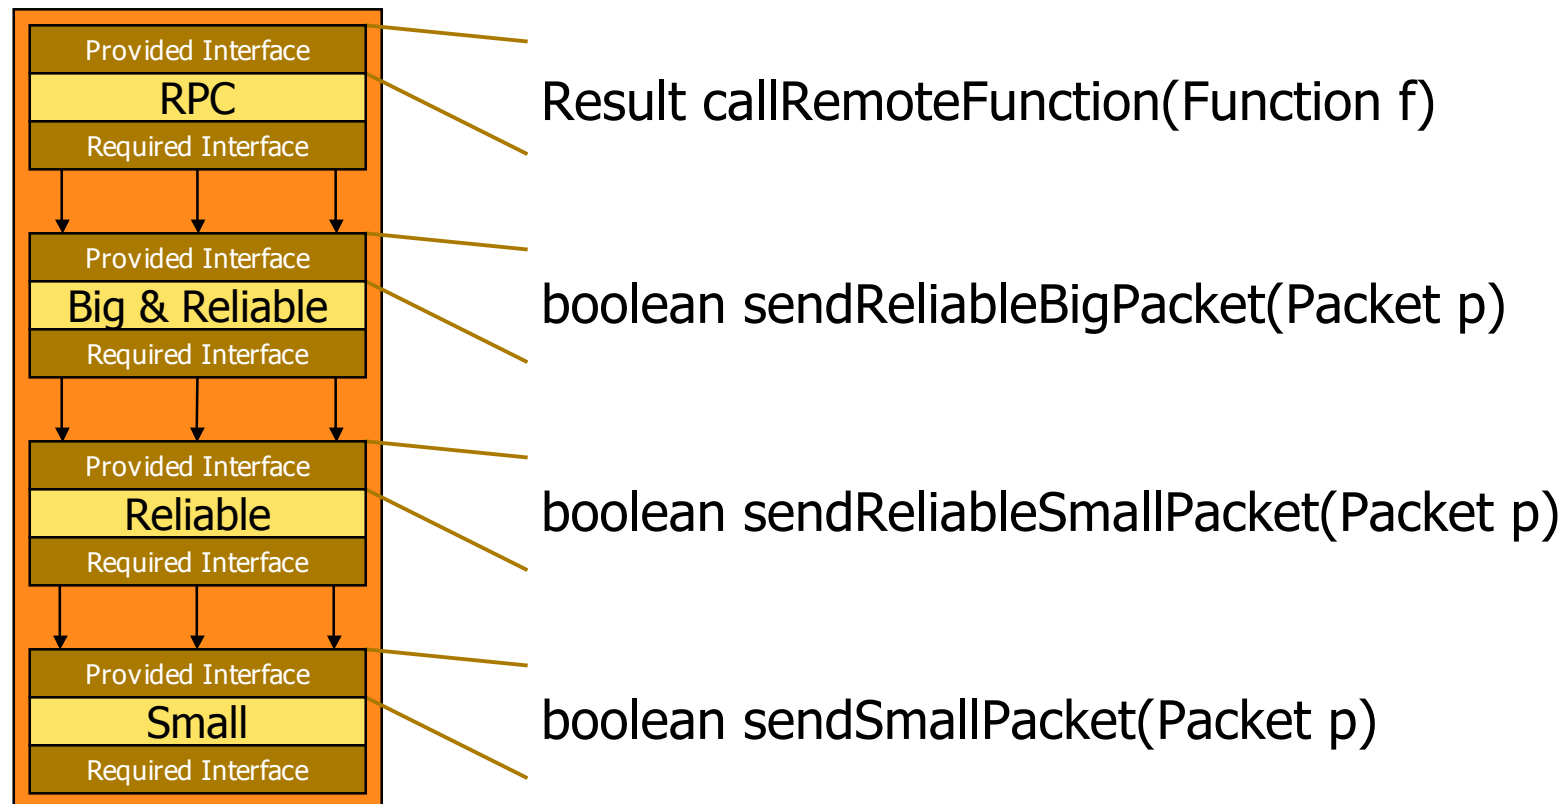 Provided Interface
RPC
Required Interface
Result callRemoteFunction(Function f)
Provided Interface
Big & Reliable
Required Interface
boolean sendReliableBigPacket(Packet p)
Provided Interface
Reliable
Required Interface
boolean sendReliableSmallPacket(Packet p)
Provided Interface
Small
Required Interface
boolean sendSmallPacket(Packet p)